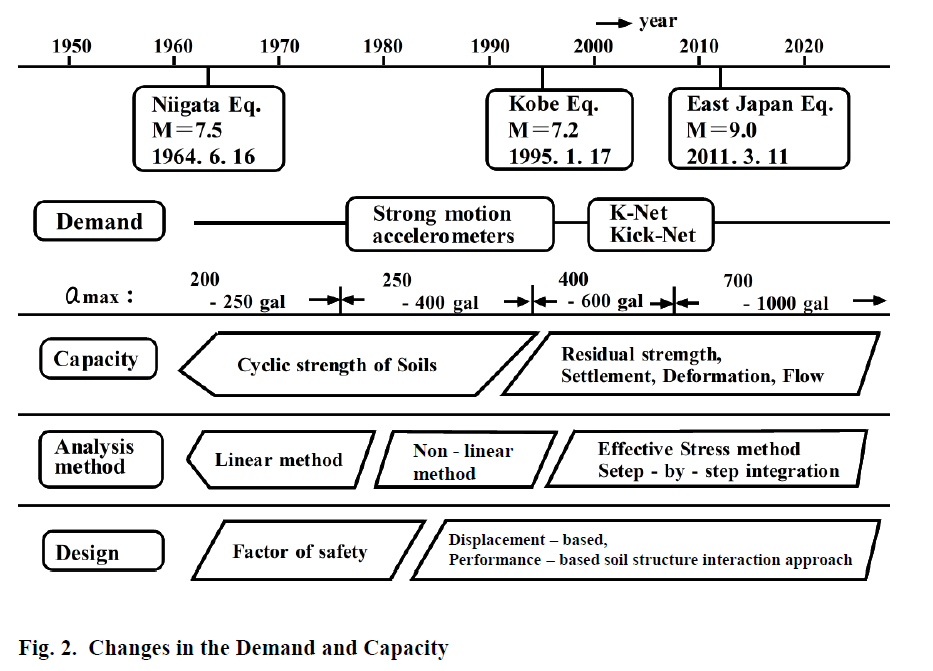 year
1950 1960 1970 1980 1990 2000 2010 2020
Niigata Eq.
M=7.5
1964. 6. 16
Kobe Eq.
M=7.2
1995. 1. 17
East Japan Eq.
M=9.0
2011. 3. 11
Demand
Strong motion
accelerometers
K-Net
Kick-Net
amax :
200
- 250 gal
250
- 400 gal
400
- 600 gal
700
- 1000 gal
Capacity
Cyclic strength of Soils
Residual stremgth,
Settlement, Deformation, Flow
Analysis
method
Linear method
Non - linear
method
Effective Stress method
Setep - by - step integration
Design
Factor of safety
Displacement – based,
Performance – based soil structure interaction approach
Fig. 2. Changes in the Demand and Capacity